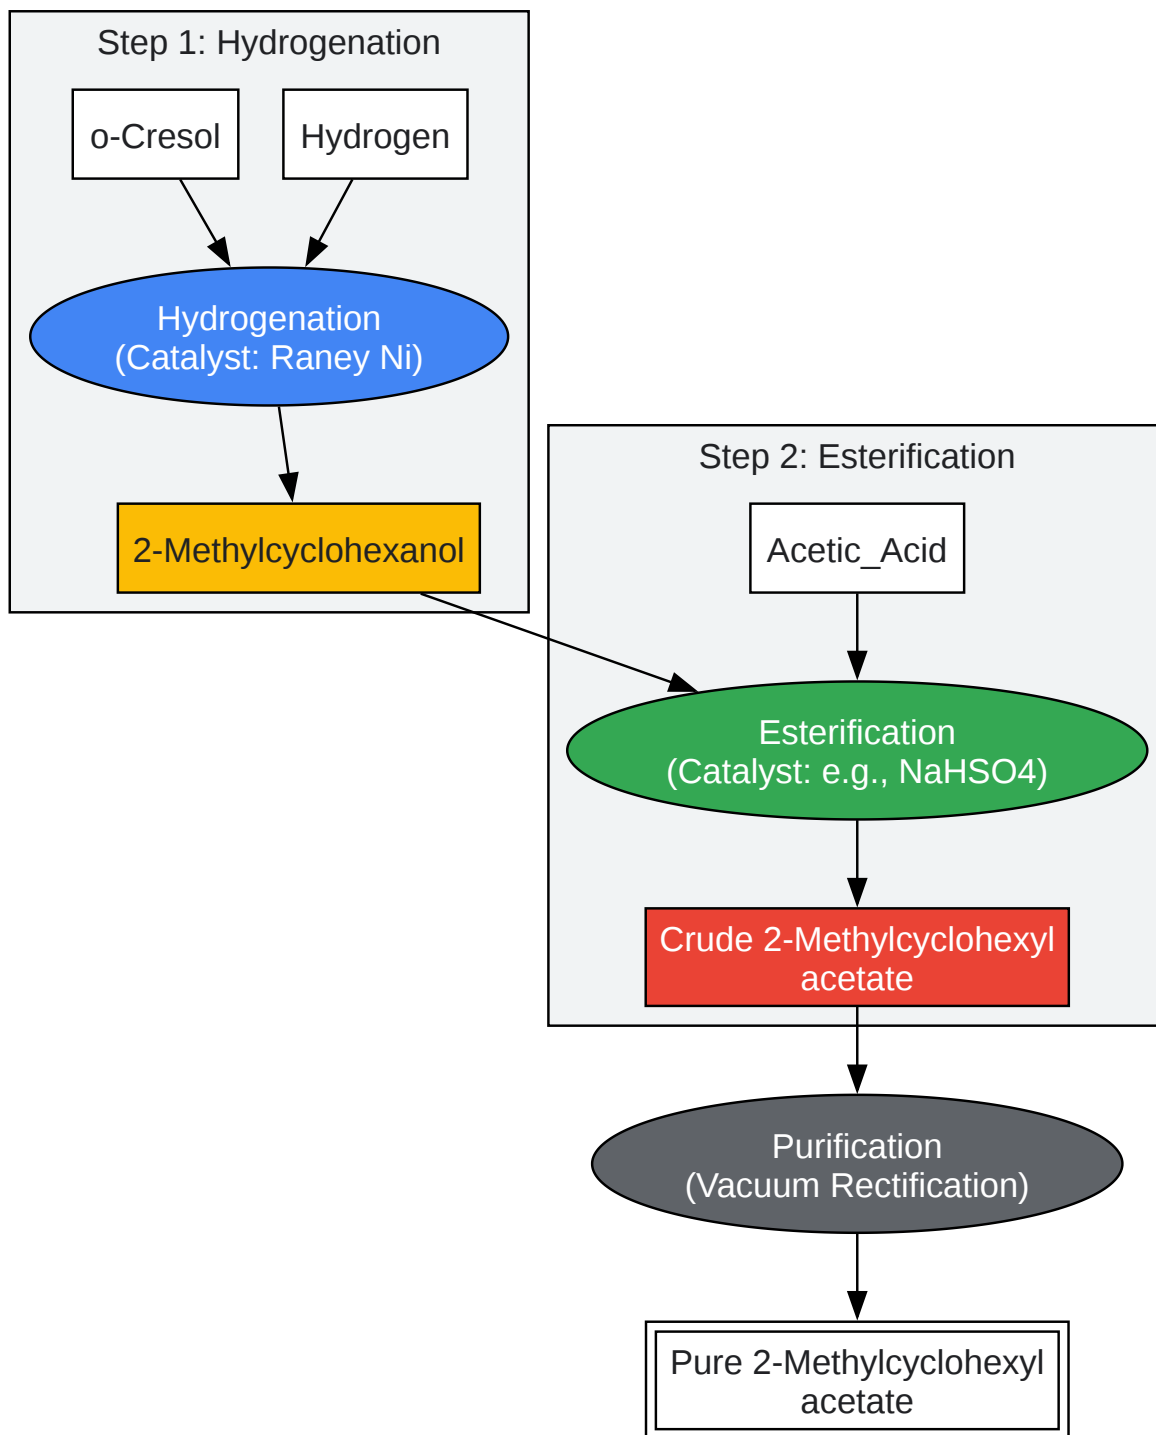 Step 1: Hydrogenation
o-Cresol
Hydrogen
Hydrogenation
(Catalyst: Raney Ni)
2-Methylcyclohexanol
Step 2: Esterification
Acetic_Acid
Esterification
(Catalyst: e.g., NaHSO4)
Crude 2-Methylcyclohexyl
acetate
Purification
(Vacuum Rectification)
Pure 2-Methylcyclohexyl
acetate